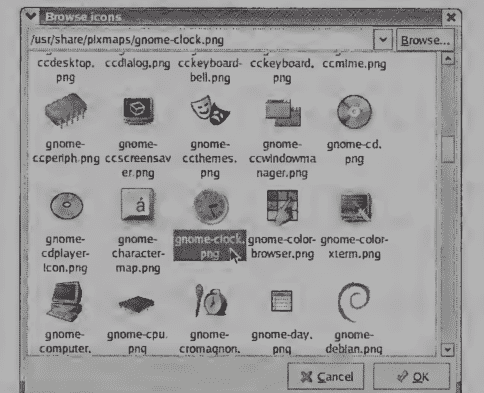 Browse icons
/usr/share/pixmaps/gnome-clock.png Browse...
ccdesktop. ccdialog.png cckeyboard- cckeyboard. ccmime.png
png bell.png png
gnome- gnome- gnome- gnome- gnome-cd.
ccperiph.png ccscreensav ccthemes. ccwindowma png
er.png png nager.png
gnome- gnome- gnome-clock. gnome-color- gnome-color-
cdplayer- character- png browser.png xterm.png
icon.png map.png
á
gnome- gnome-cpu. gnome- gnome-day. gnome-
computer. png cromagnon. png debian.png
Cancel OK